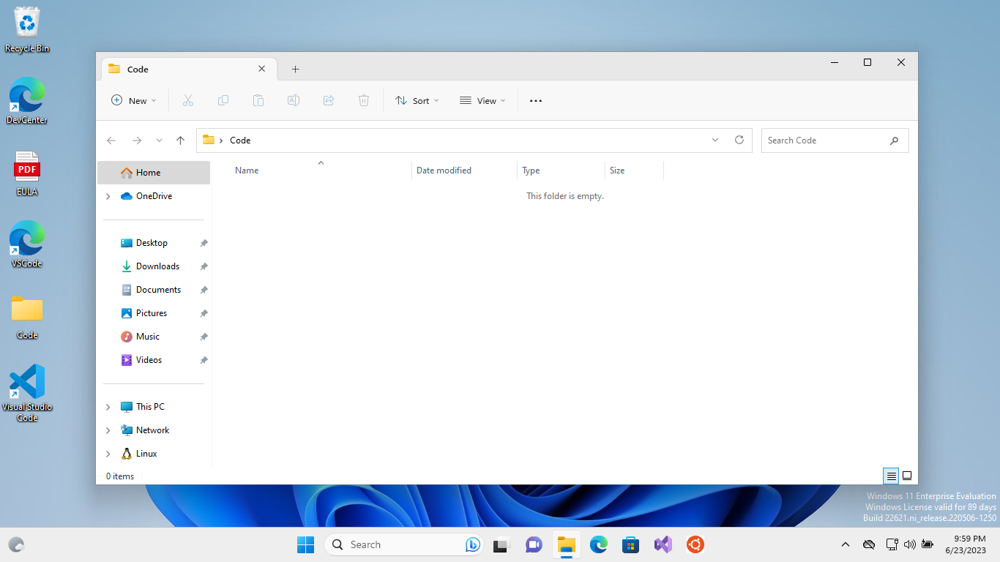 Recycle Bin
DevCenter
PDF
EULA
VSCode
Code
Visual Studio
Code
Code
New
Sort
View
Code
Search Code
Home
OneDrive
Desktop
Downloads
Documents
Pictures
Music
Videos
This PC
Network
Linux
Name
Date modified
Type
Size
This folder is empty.
0 items
Windows 11 Enterprise Evaluation
Windows License valid for 89 days
Build 22621.ni_release.220506-1250
Search
9:59 PM
6/23/2023